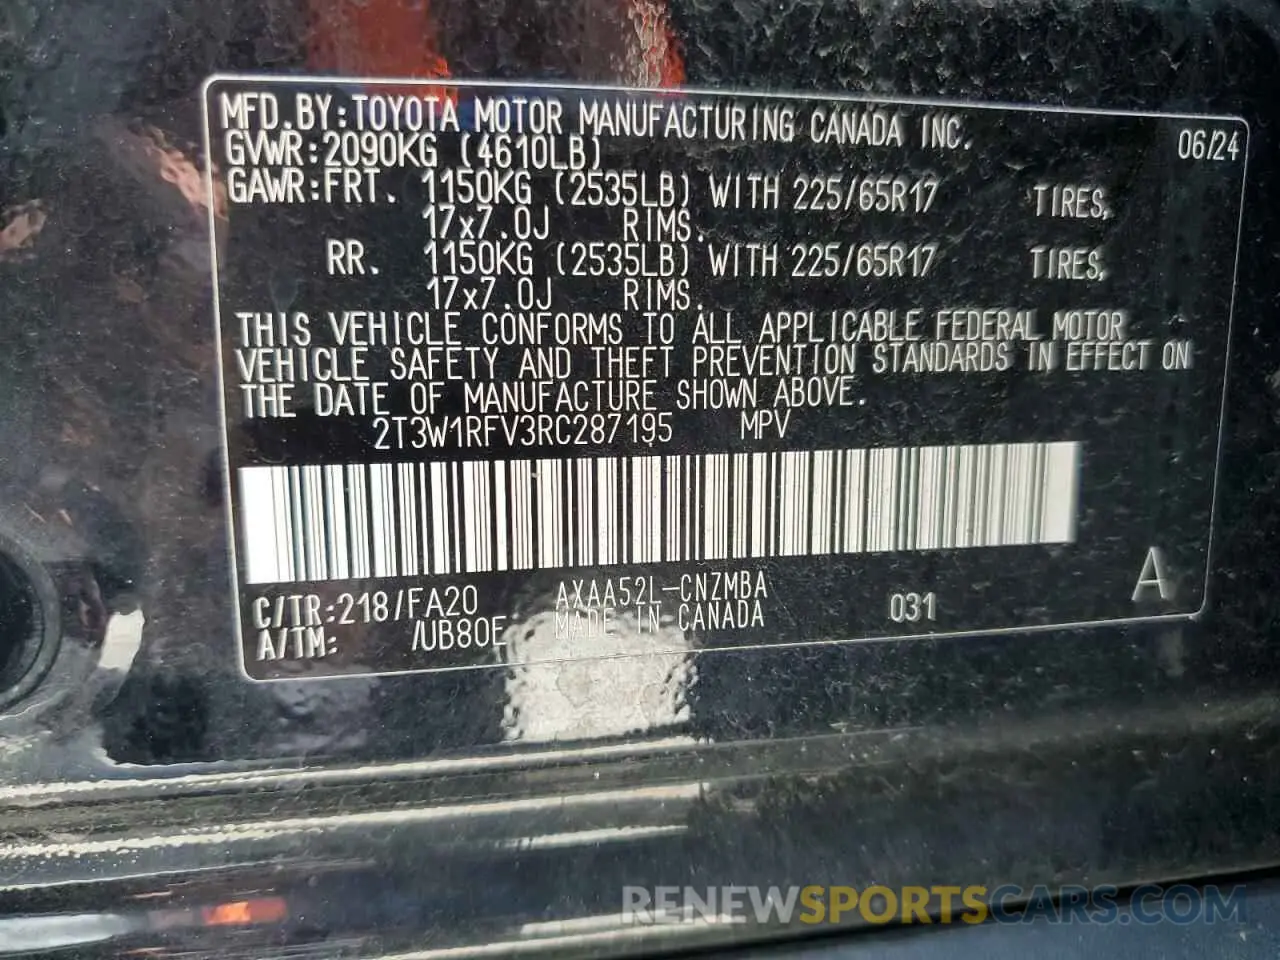 MFD.BY:TOYOTA MOTOR MANUFACTURING CANADA INC. 06/24
GVWR:2090KG (4610LB)
GAWR:FRT. 1150KG (2535LB) WITH 225/65R17 TIRES,
17x7.0J RIMS.
RR. 1150KG (2535LB) WITH 225/65R17 TIRES,
17x7.0J RIMS.
THIS VEHICLE CONFORMS TO ALL APPLICABLE FEDERAL MOTOR
VEHICLE SAFETY AND THEFT PREVENTION STANDARDS IN EFFECT ON
THE DATE OF MANUFACTURE SHOWN ABOVE.
2T3W1RFV3RC287195 MPV
C/TR:218/FA20 AXAA52L-CNZMBA 031 A
A/TM: /UB80E MADE IN CANADA
RENEWSPORTSCARS.COM